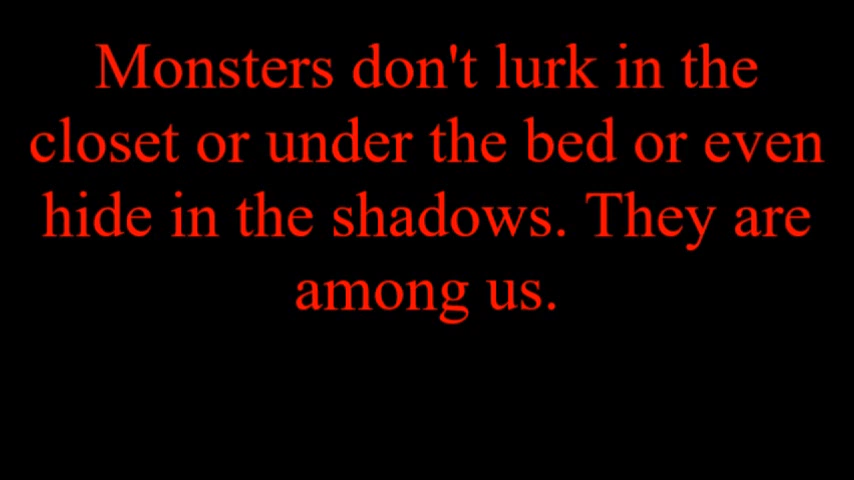 Monsters don't lurk in the
closet or under the bed or even
hide in the shadows. They are
among us.